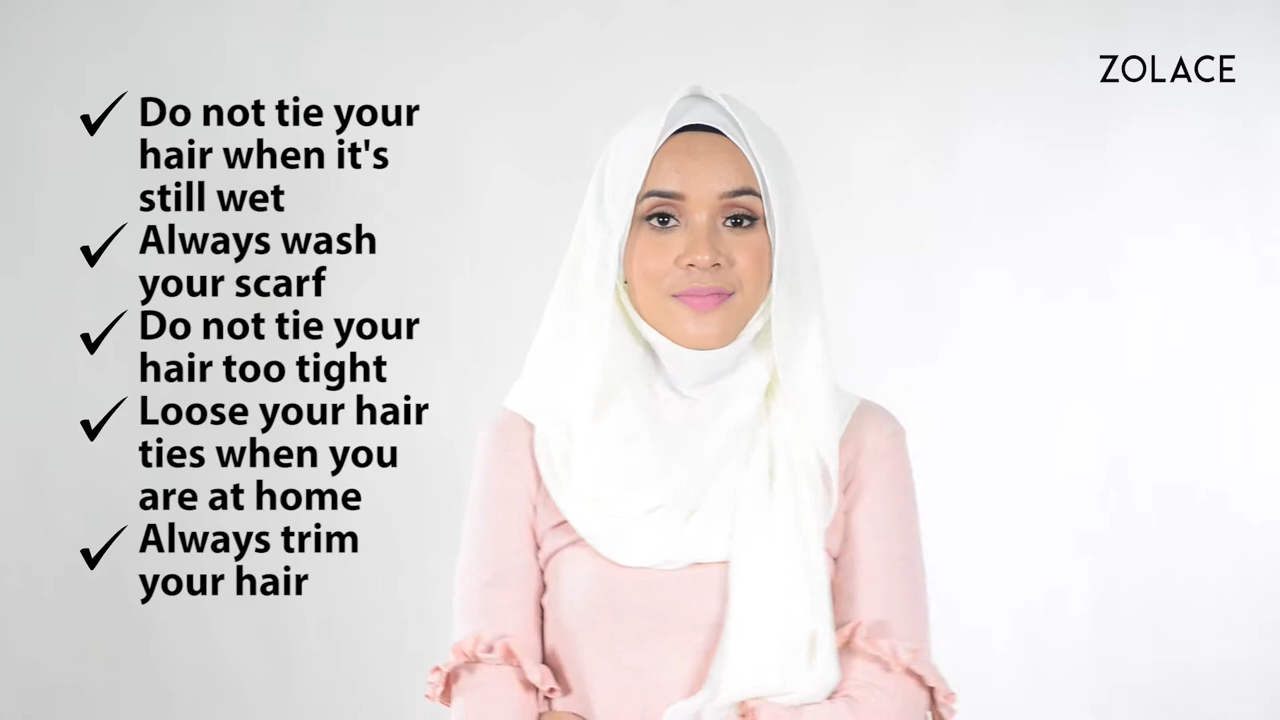 ZOLACE
Do not tie your
hair when it's
still wet
Always wash
your scarf
Do not tie your
hair too tight
Loose your hair
ties when you
are at home
Always trim
your hair